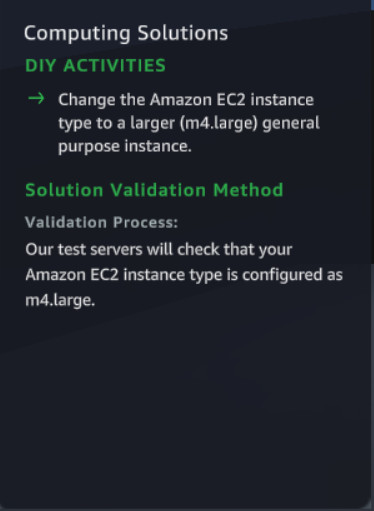 Computing Solutions
DIY ACTIVITIES
→ Change the Amazon EC2 instance
type to a larger (m4.large) general
purpose instance.
Solution Validation Method
Validation Process:
Our test servers will check that your
Amazon EC2 instance type is configured as
m4.large.